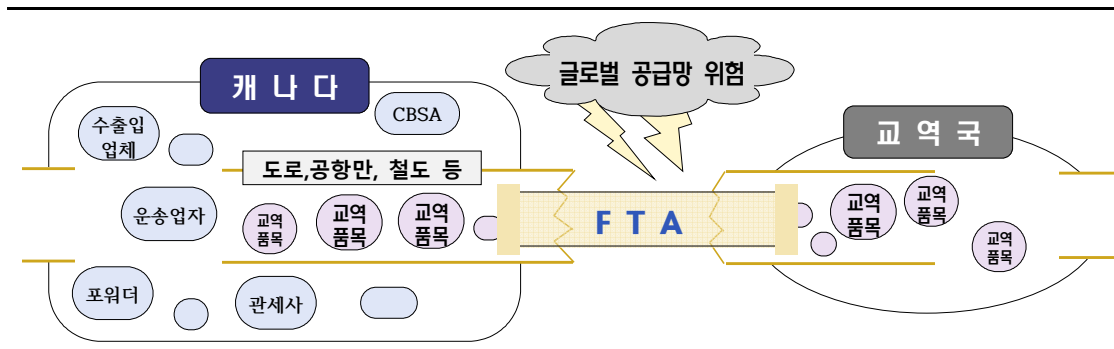 글로벌 공급망 위험
캐 나 다
CBSA
수출입
업체
교 역 국
도로,공항만, 철도 등
운송업자
교역
품목
교역
품목
교역
품목
F T A
교역
품목
교역
품목
교역
품목
포워더
관세사